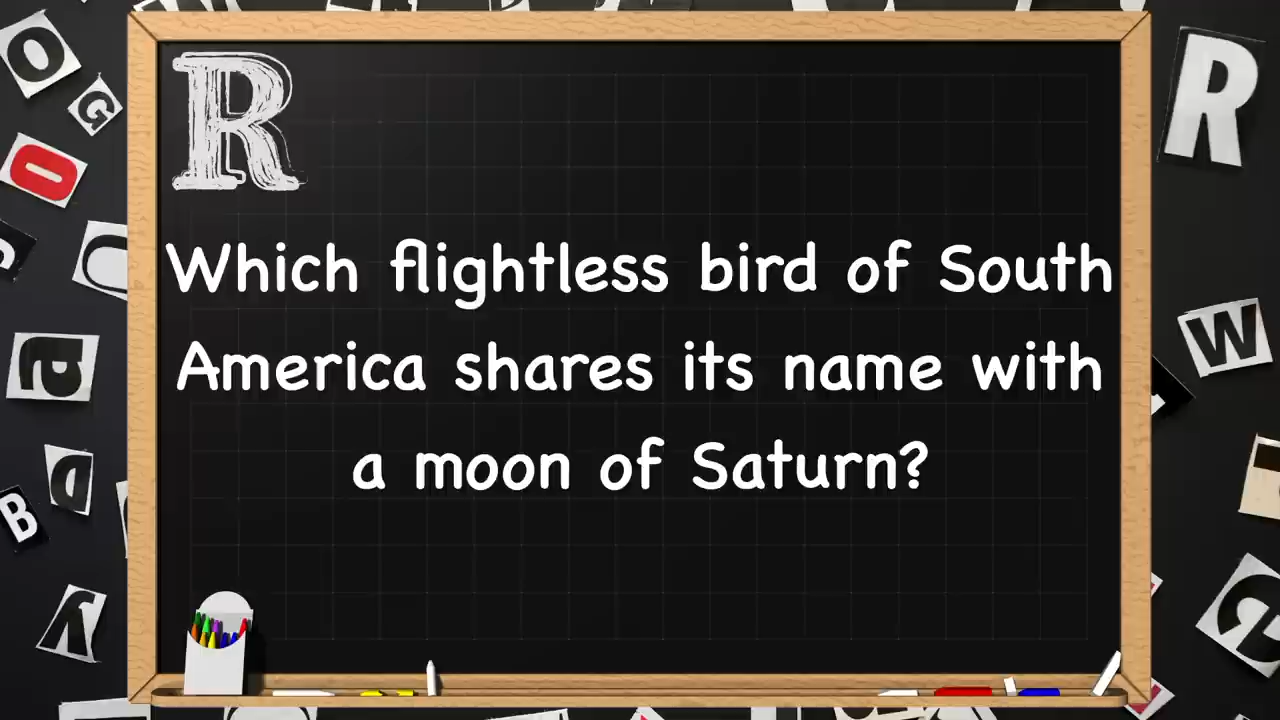 R
Which flightless bird of South
America shares its name with
a moon of Saturn?
O
G
O
a
D
B
y
R
W